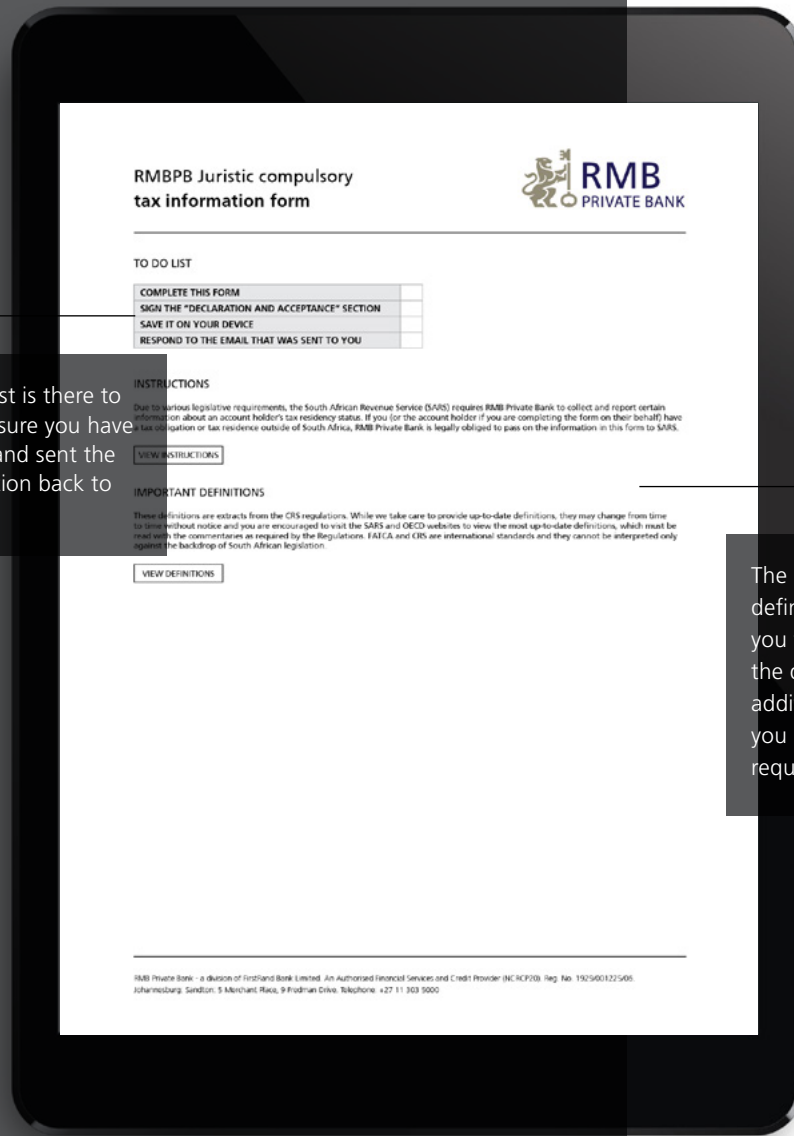 RMBPB Juristic compulsory
tax information form
RMB
PRIVATE BANK
TO DO LIST
COMPLETE THIS FORM
SIGN THE "DECLARATION AND ACCEPTANCE" SECTION
SAVE IT ON YOUR DEVICE
RESPOND TO THE EMAIL THAT WAS SENT TO YOU
st is there to
sure you have
and sent the
tion back to
INSTRUCTIONS
Due to various legislative requirements, the South African Revenue Service (SARS) requires RMB Private Bank to collect and report certain
information about an account holder's tax residency status. If you (or the account holder if you are completing the form on their behalf) have
a tax obligation or tax residence outside of South Africa, RMB Private Bank is legally obliged to pass on the information in this form to SARS.
VIEW INSTRUCTIONS
IMPORTANT DEFINITIONS
These definitions are extracts from the CRS regulations. While we take care to provide up-to-date definitions, they may change from time
to time without notice and you are encouraged to visit the SARS and OECD websites to view the most up-to-date definitions, which must be
read with the commentaries as required by the Regulations. FATCA and CRS are international standards and they cannot be interpreted only
against the backdrop of South African legislation.
VIEW DEFINITIONS
The
defin
you
the
addi
you
requ
RMB Private Bank - a division of FirstRand Bank Limited. An Authorised Financial Services and Credit Provider (NCRCP20). Reg. No. 1929/001225/06.
Johannesburg: Sandton: 5 Merchant Place, 9 Fredman Drive. Telephone: +27 11 303 5000